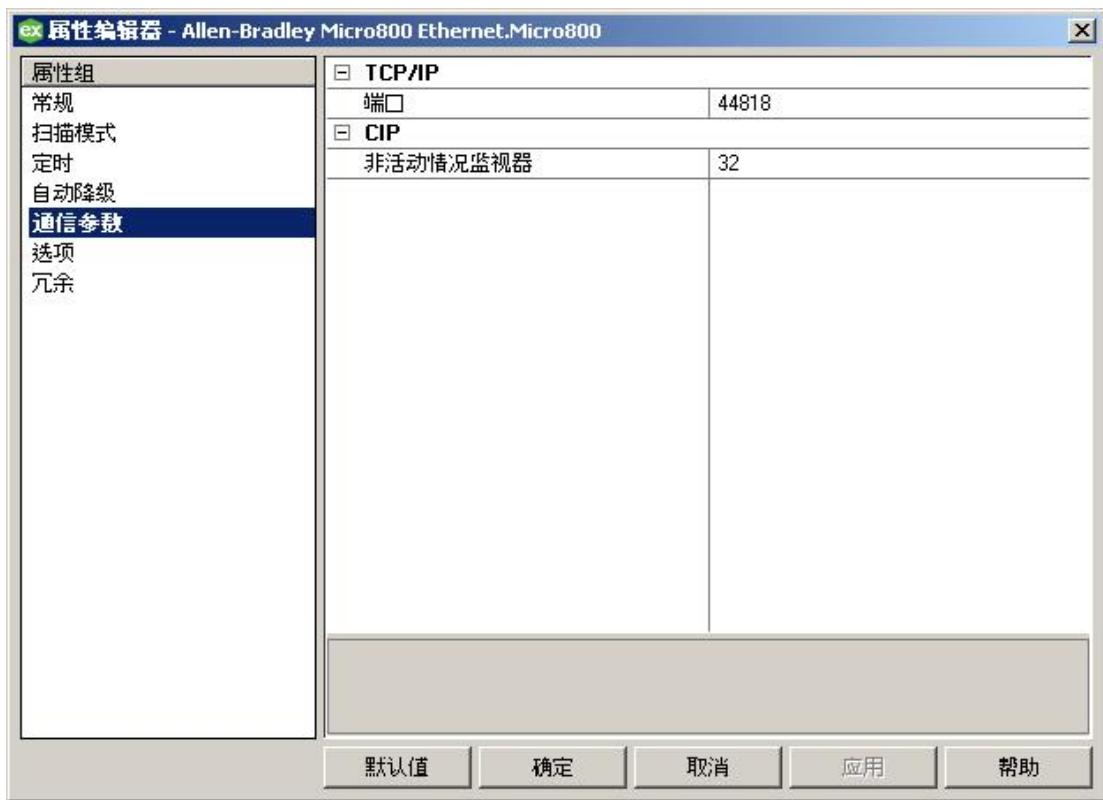 ex 属性编辑器 - Allen-Bradley Micro800 Ethernet.Micro800
属性组
常规
扫描模式
定时
自动降级
通信参数
选项
冗余
TCP/IP
端口 44818
CIP
非活动情况监视器 32
默认值 确定 取消 应用 帮助